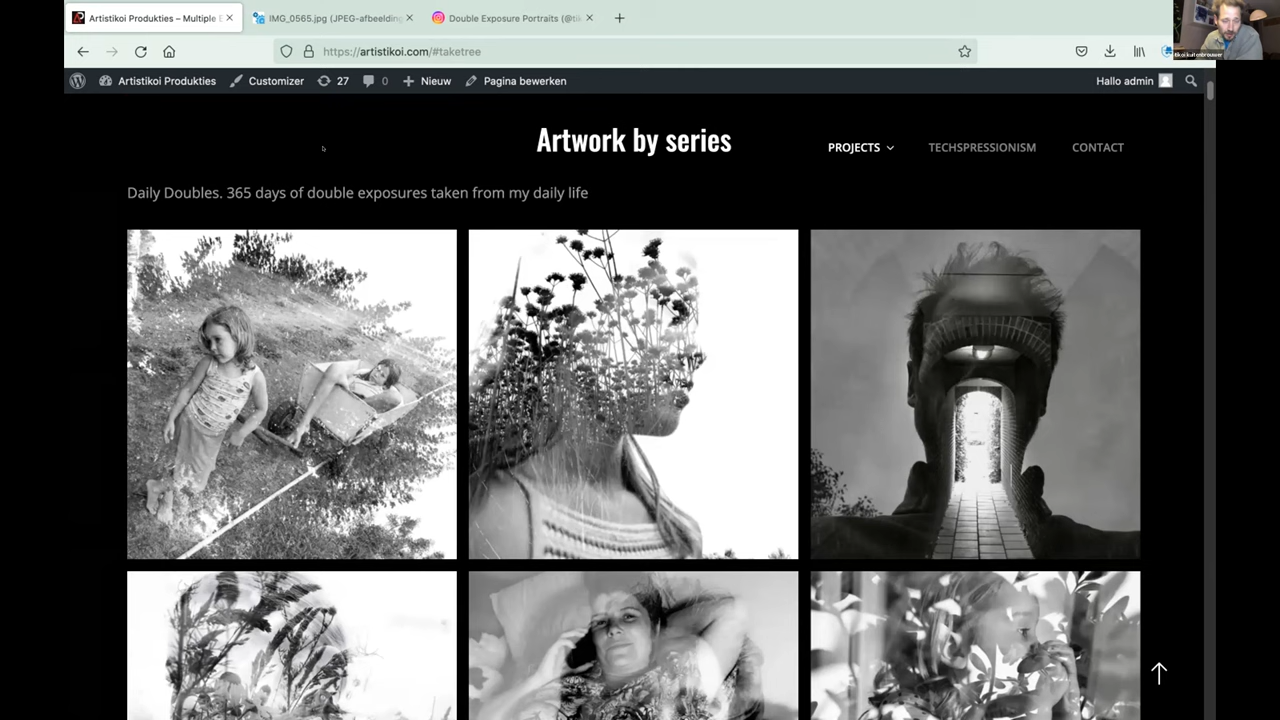 Artistikoi Produkties – Multiple E
IMG_0565.jpg (JPEG-afbeelding
Double Exposure Portraits (@tik
https://artistikoi.com/#taketree
Artistikoi Produkties
Customizer
27
0
Nieuw
Pagina bewerken
Hallo admin
Artwork by series
PROJECTS
TECHSPRESSIONISM
CONTACT
Daily Doubles. 365 days of double exposures taken from my daily life